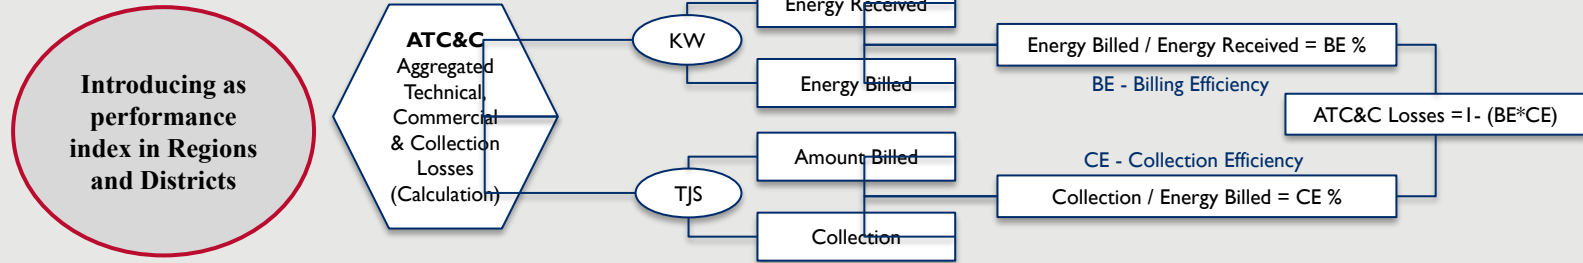 Introducing as
performance
index in Regions
and Districts
ATC&C
Aggregated
Technical,
Commercial
& Collection
Losses
(Calculation)
KW
TJS
Energy Received
Energy Billed
Amount Billed
Collection
Energy Billed / Energy Received = BE %
BE - Billing Efficiency
CE - Collection Efficiency
Collection / Energy Billed = CE %
ATC&C Losses =1- (BE*CE)